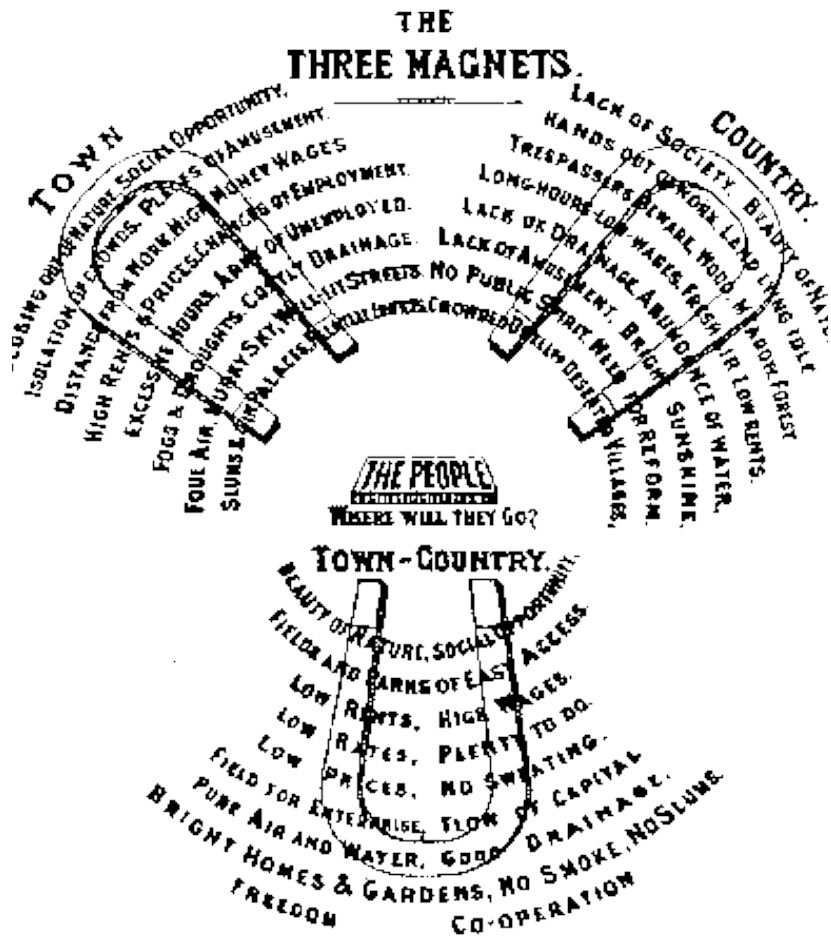 THE
THREE MAGNETS.
TOWN
CLOSING OUT OF NATURE. SOCIAL OPPORTUNITY.
ISOLATION OF CROWDS. PLACES OF AMUSEMENT.
DISTANCE FROM WORK. HIGH MONEY WAGES
HIGH RENTS & PRICES. CHANCES OF EMPLOYMENT.
EXCESSIVE HOURS. ARMY OF UNEMPLOYED.
FOGS & DROUGHTS. COSTLY DRAINAGE.
FOUL AIR. MURKY SKY. WELL-LIT STREETS.
SLUMS & GIN PALACES.
COUNTRY.
LACK OF SOCIETY. BEAUTY OF NATURE
HANDS OUT OF WORK. LAND LYING IDLE
TRESPASSERS BEWARE. WOOD, MEADOW, FOREST
LONG HOURS-LOW WAGES. FRESH AIR LOW RENTS.
LACK OF DRAINAGE. ABUNDANCE OF WATER.
LACK OF AMUSEMENT. BRIGHT SUNSHINE.
NO PUBLIC SPIRIT. NEED FOR REFORM.
CROWDED DWELLINGS. DESERTED VILLAGES.
THE PEOPLE
WHERE WILL THEY GO?
TOWN-COUNTRY.
BEAUTY OF NATURE, SOCIAL OPPORTUNITY.
FIELDS AND PARKS OF EASY ACCESS.
LOW RENTS, HIGH WAGES.
LOW RATES, PLENTY TO DO.
LOW PRICES, NO SWEATING.
FIELD FOR ENTERPRISE, FLOW OF CAPITAL
PURE AIR AND WATER, GOOD DRAINAGE.
BRIGHT HOMES & GARDENS, NO SMOKE, NO SLUMS.
FREEDOM CO-OPERATION